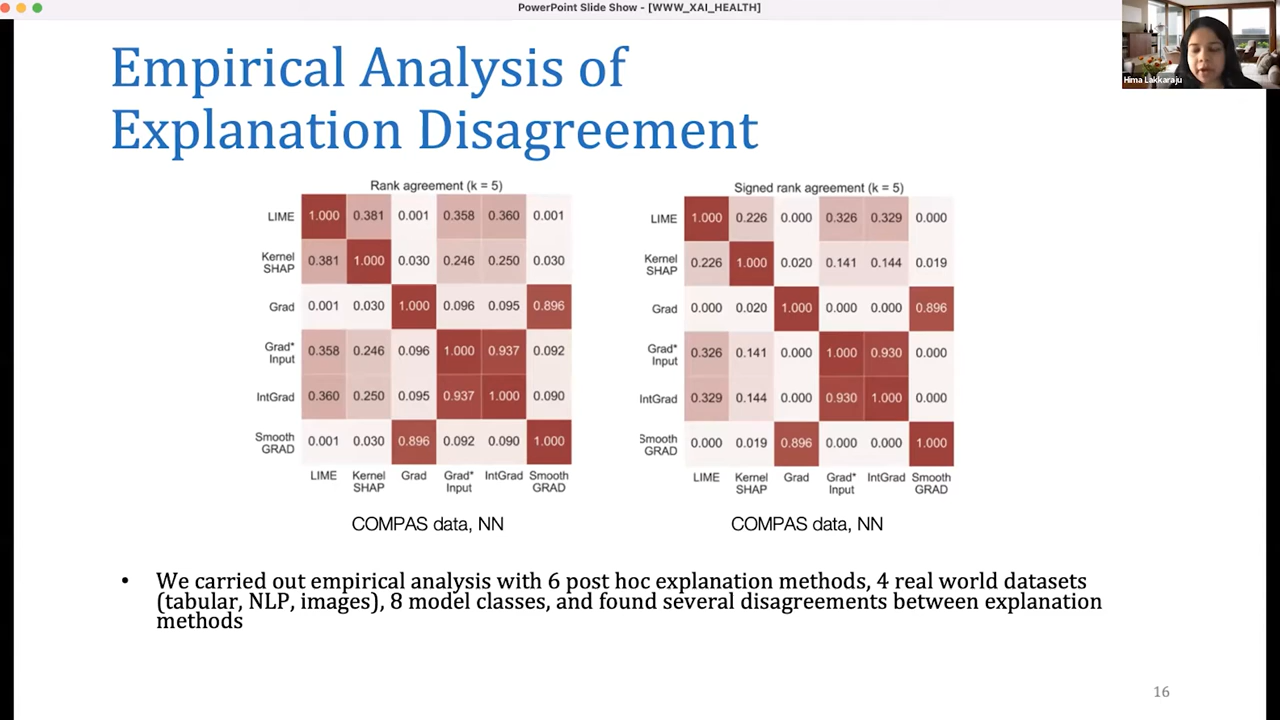 PowerPoint Slide Show - [WWW_XAI_HEALTH]
Hima Lakkaraju
Empirical Analysis of
Explanation Disagreement
Rank agreement (k = 5)
LIME 1.000 0.381 0.001 0.358 0.360 0.001
Kernel
SHAP 0.381 1.000 0.030 0.246 0.250 0.030
Grad 0.001 0.030 1.000 0.096 0.095 0.896
Grad*
Input 0.358 0.246 0.096 1.000 0.937 0.092
IntGrad 0.360 0.250 0.095 0.937 1.000 0.090
Smooth
GRAD 0.001 0.030 0.896 0.092 0.090 1.000
LIME Kernel Grad Grad* IntGrad Smooth
SHAP Input GRAD
COMPAS data, NN
Signed rank agreement (k = 5)
LIME 1.000 0.226 0.000 0.326 0.329 0.000
Kernel
SHAP 0.226 1.000 0.020 0.141 0.144 0.019
Grad 0.000 0.020 1.000 0.000 0.000 0.896
Grad*
Input 0.326 0.141 0.000 1.000 0.930 0.000
IntGrad 0.329 0.144 0.000 0.930 1.000 0.000
Smooth
GRAD 0.000 0.019 0.896 0.000 0.000 1.000
LIME Kernel Grad Grad* IntGrad Smooth
SHAP Input GRAD
COMPAS data, NN
• We carried out empirical analysis with 6 post hoc explanation methods, 4 real world datasets
(tabular, NLP, images), 8 model classes, and found several disagreements between explanation
methods
16